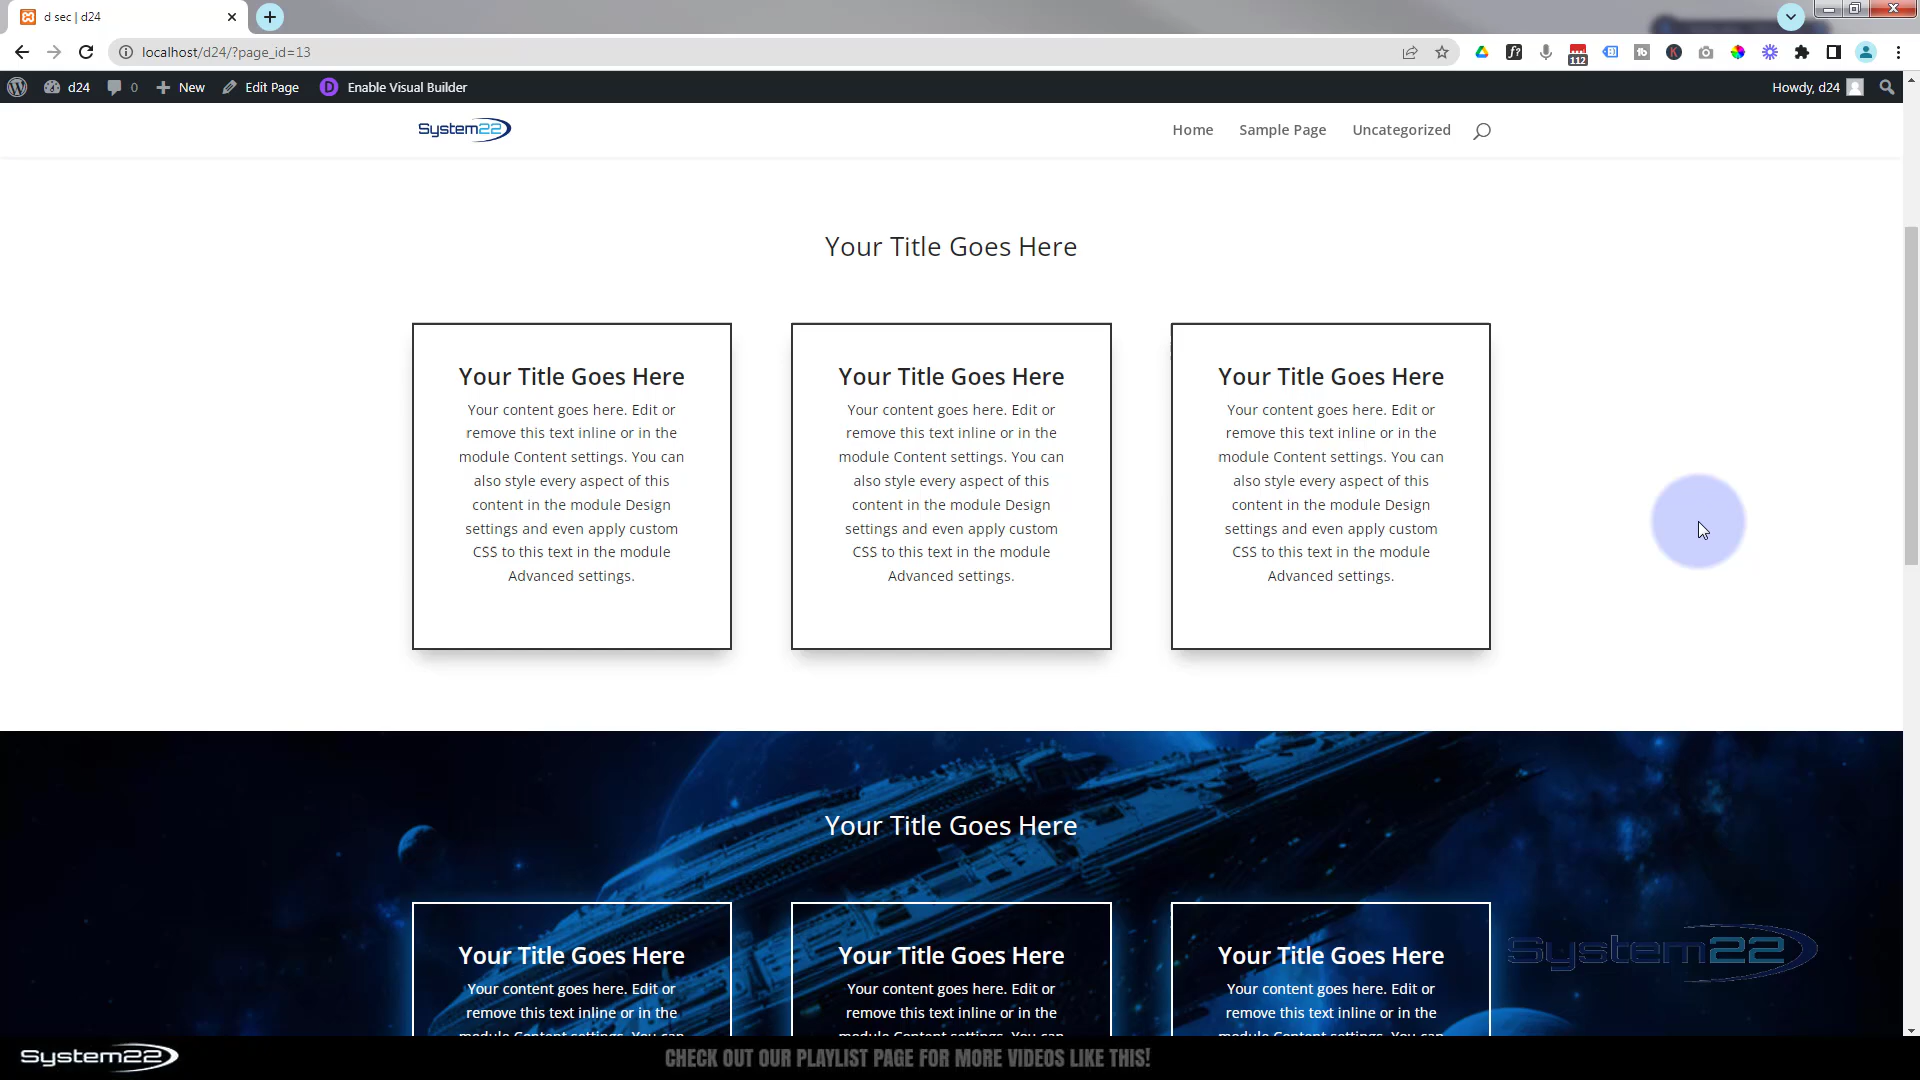 d sec | d24
localhost/d24/?page_id=13
112
d24
0
New
Edit Page
D
Enable Visual Builder
Howdy, d24
System22
Home
Sample Page
Uncategorized
Your Title Goes Here
Your Title Goes Here
Your content goes here. Edit or
remove this text inline or in the
module Content settings. You can
also style every aspect of this
content in the module Design
settings and even apply custom
CSS to this text in the module
Advanced settings.
Your Title Goes Here
Your content goes here. Edit or
remove this text inline or in the
module Content settings. You can
also style every aspect of this
content in the module Design
settings and even apply custom
CSS to this text in the module
Advanced settings.
Your Title Goes Here
Your content goes here. Edit or
remove this text inline or in the
module Content settings. You can
also style every aspect of this
content in the module Design
settings and even apply custom
CSS to this text in the module
Advanced settings.
Your Title Goes Here
Your Title Goes Here
Your content goes here. Edit or
remove this text inline or in the
module Content settings. You can
Your Title Goes Here
Your content goes here. Edit or
remove this text inline or in the
module Content settings. You can
Your Title Goes Here
Your content goes here. Edit or
remove this text inline or in the
module Content settings. You can
System22
System22
CHECK OUT OUR PLAYLIST PAGE FOR MORE VIDEOS LIKE THIS!